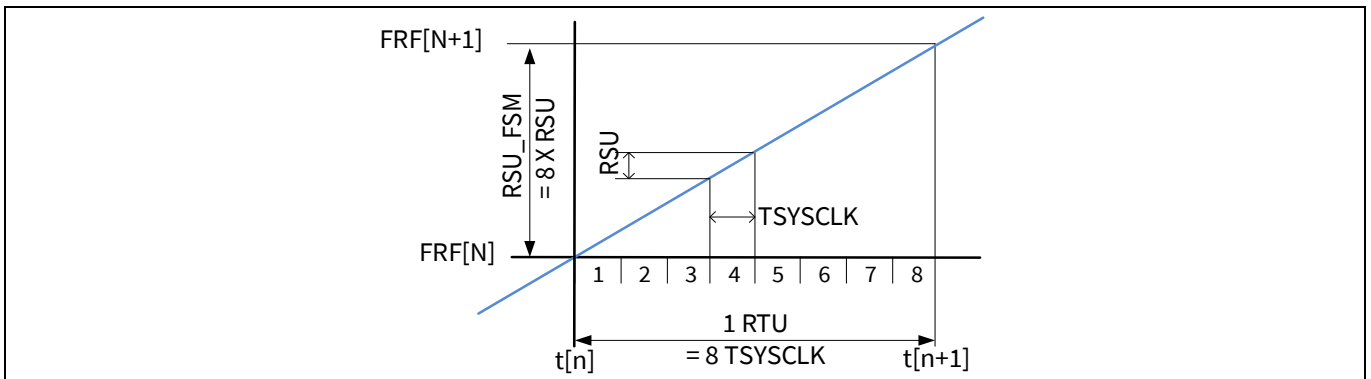 FRF[N+1]
RSU_FSM
= 8 X RSU
RSU
TSYSCLK
FRF[N]
1 2 3 4 5 6 7 8
1 RTU
= 8 TSYSCLK
t[n]
t[n+1]